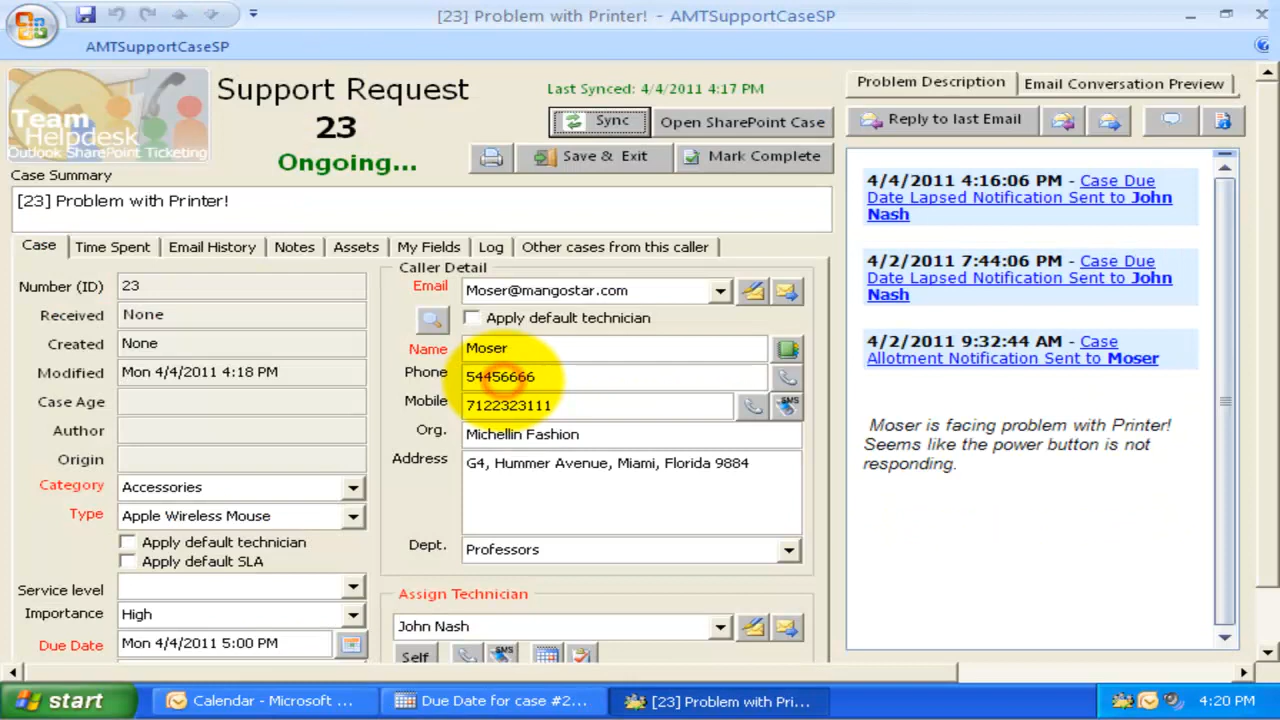 [23] Problem with Printer! - AMTSupportCaseSP
AMTSupportCaseSP
Team
Helpdesk
Outlook SharePoint Ticketing
Support Request
23
Ongoing...
Last Synced: 4/4/2011 4:17 PM
Sync
Open SharePoint Case
Save & Exit
Mark Complete
Problem Description
Email Conversation Preview
Reply to last Email
Case Summary
[23] Problem with Printer!
Case
Time Spent
Email History
Notes
Assets
My Fields
Log
Other cases from this caller
Number (ID) 23
Received None
Created None
Modified Mon 4/4/2011 4:18 PM
Case Age
Author
Origin
Category Accessories
Type Apple Wireless Mouse
Apply default technician
Apply default SLA
Service level
Importance High
Due Date Mon 4/4/2011 5:00 PM
Caller Detail
Email Moser@mangostar.com
Apply default technician
Name Moser
Phone 54456666
Mobile 7122323111
SMS
Org. Michellin Fashion
Address G4, Hummer Avenue, Miami, Florida 9884
Dept. Professors
Assign Technician
John Nash
Self
SMS
4/4/2011 4:16:06 PM - Case Due
Date Lapsed Notification Sent to John
Nash
4/2/2011 7:44:06 PM - Case Due
Date Lapsed Notification Sent to John
Nash
4/2/2011 9:32:44 AM - Case
Allotment Notification Sent to Moser
Moser is facing problem with Printer!
Seems like the power button is not
responding.
start
Calendar - Microsoft ...
Due Date for case #2...
[23] Problem with Pri...
4:20 PM